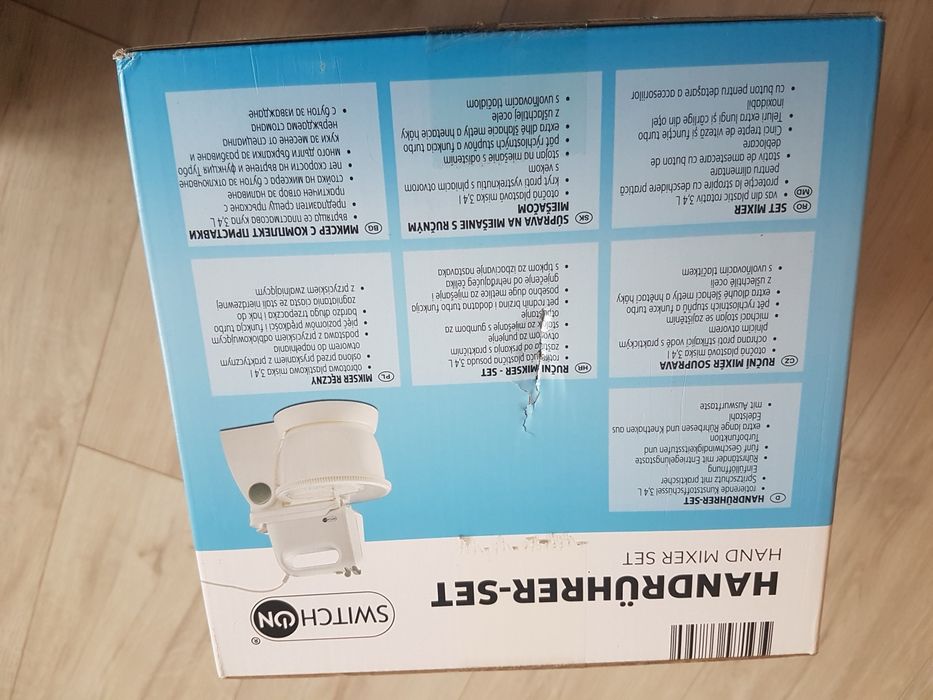 SWITCH ON®
HANDRÜHRER-SET
HAND MIXER SET
D HANDRÜHRER-SET
• rotierende Kunststoffschüssel 3,4 L
• Spritzschutz mit praktischer
Einfüllöffnung
• Rührständer mit Entriegelungstaste
• fünf Geschwindigkeitsstufen und
Turbofunktion
• extra lange Rührbesen und Knethaken aus
Edelstahl
• mit Auswurftaste
CZ RUČNÍ MIXÉR SOUPRAVA
• otočná plastová miska 3,4 l
• ochrana proti stříkající vodě s praktickým
plnicím otvorem
• míchací stojan se zajištěním
• pět rychlostních stupňů a funkce turbo
• extra dlouhé šlehací metly a hnětací háky
z ušlechtilé oceli
• s uvolňovacím tlačítkem
HR RUČNI MIKSER - SET
• rotirajuća plastična posuda 3,4 L
• zaštita od prskanja s praktičnim
otvorom za punjenje
• stalak za miješanje s gumbom za
otpuštanje
• pet radnih brzina i dodatna turbo funkcija
• posebno duge metlice za miješanje i
gnječenje od nehrđajućeg čelika
• s tipkom za izbacivanje nastavaka
PL MIKSER RĘCZNY
• obrotowa plastikowa miska 3,4 l
• osłona przed pryskaniem z praktycznym
otworem do napełniania
• podstawa z przyciskiem odblokowującym
• pięć poziomów prędkości i funkcja turbo
• bardzo długa trzepaczka i hak do
zagniatania ciasta ze stali nierdzewnej
• z przyciskiem zwalniającym
RO MD SET MIXER
• vas din plastic rotativ 3,4 L
• protecție la stropire cu deschidere practică
pentru alimentare
• stativ de amestecare cu buton de
deblocare
• Cinci trepte de viteză și funcție turbo
• Teluri extra lungi și cârlige din oțel
inoxidabil
• cu buton pentru detașare a accesoriilor
SK SÚPRAVA NA MIEŠANIE S RUČNÝM
MIEŠAČOM
• otočná plastová miska 3,4 l
• kryt proti vystreknutiu s plniacim otvorom
s vekom
• stojan na miešanie s odistením
• päť rýchlostných stupňov a funkcia turbo
• extra dlhé šľahacie metly a hnetacie háky
z ušľachtilej ocele
• s uvoľňovacím tlačidlom
BG МИКСЕР С КОМПЛЕКТ ПРИСТАВКИ
• въртящо се пластмасова купа 3,4 L
• предпазител срещу пръскане с
практичен отвор за наливане
• стойка на миксера с бутон за отключване
• пет скорости на въртене и функция Турбо
• много дълги бъркалки за разбиване и
куки за месене от специална
неръждаема стомана
• с бутон за изваждане